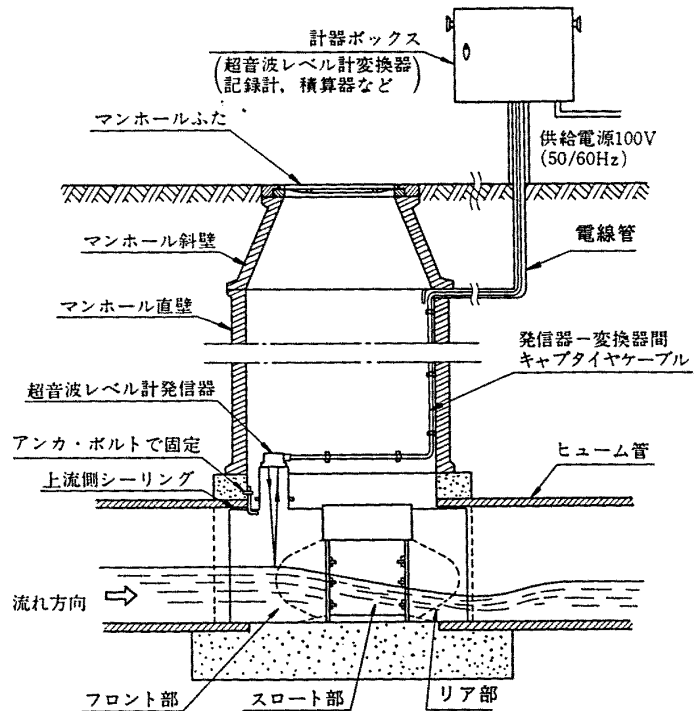 計器ボックス
(超音波レベル計変換器
記録計，積算器など)
マンホールふた
供給電源100V
(50/60Hz)
マンホール斜壁
電線管
マンホール直壁
発信器ー変換器間
キャブタイヤケーブル
超音波レベル計発信器
アンカ・ボルトで固定
ヒューム管
上流側シーリング
流れ方向
フロント部
スロート部
リア部